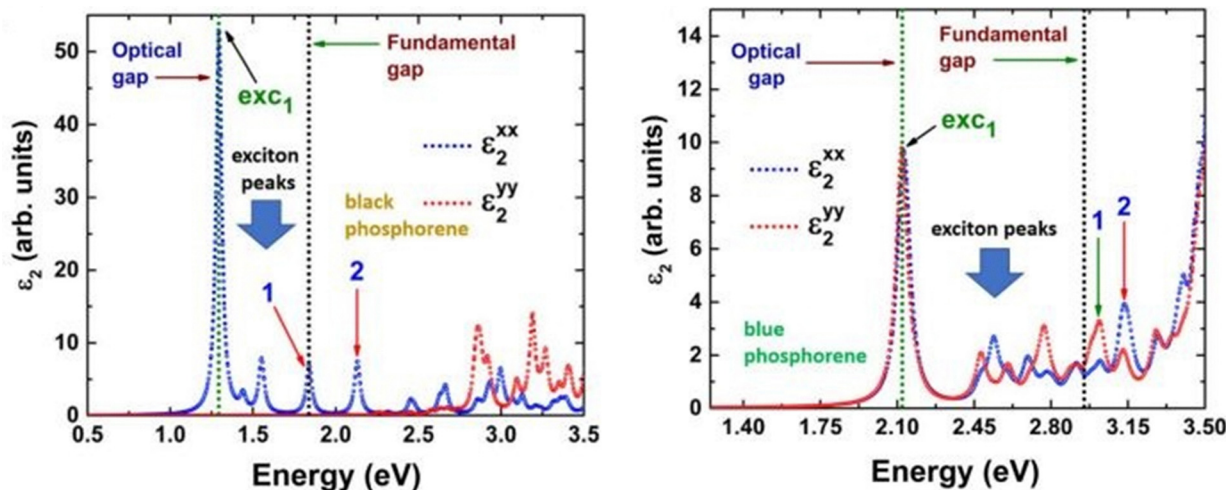 50
40
30
20
10
0
ε₂ (arb. units)
Optical
gap
exc₁
Fundamental
gap
exciton
peaks
ε₂ˣˣ
ε₂ʸʸ
black
phosphorene
1
2
0.5 1.0 1.5 2.0 2.5 3.0 3.5
Energy (eV)
14
12
10
8
6
4
2
0
ε₂ (arb. units)
Optical
gap
Fundamental
gap
exc₁
ε₂ˣˣ
ε₂ʸʸ
exciton peaks
1
2
blue
phosphorene
1.40 1.75 2.10 2.45 2.80 3.15 3.50
Energy (eV)